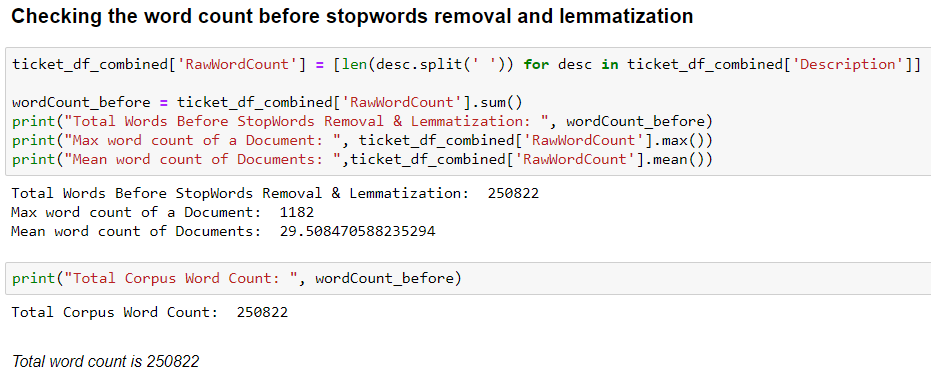 Checking the word count before stopwords removal and lemmatization
ticket_df_combined['RawWordCount'] = [len(desc.split(' ')) for desc in ticket_df_combined['Description']]
wordCount_before = ticket_df_combined['RawWordCount'].sum()
print("Total Words Before StopWords Removal & Lemmatization: ", wordCount_before)
print("Max word count of a Document: ", ticket_df_combined['RawWordCount'].max())
print("Mean word count of Documents: ",ticket_df_combined['RawWordCount'].mean())
Total Words Before StopWords Removal & Lemmatization:  250822
Max word count of a Document:  1182
Mean word count of Documents:  29.508470588235294
print("Total Corpus Word Count: ", wordCount_before)
Total Corpus Word Count:  250822
Total word count is 250822